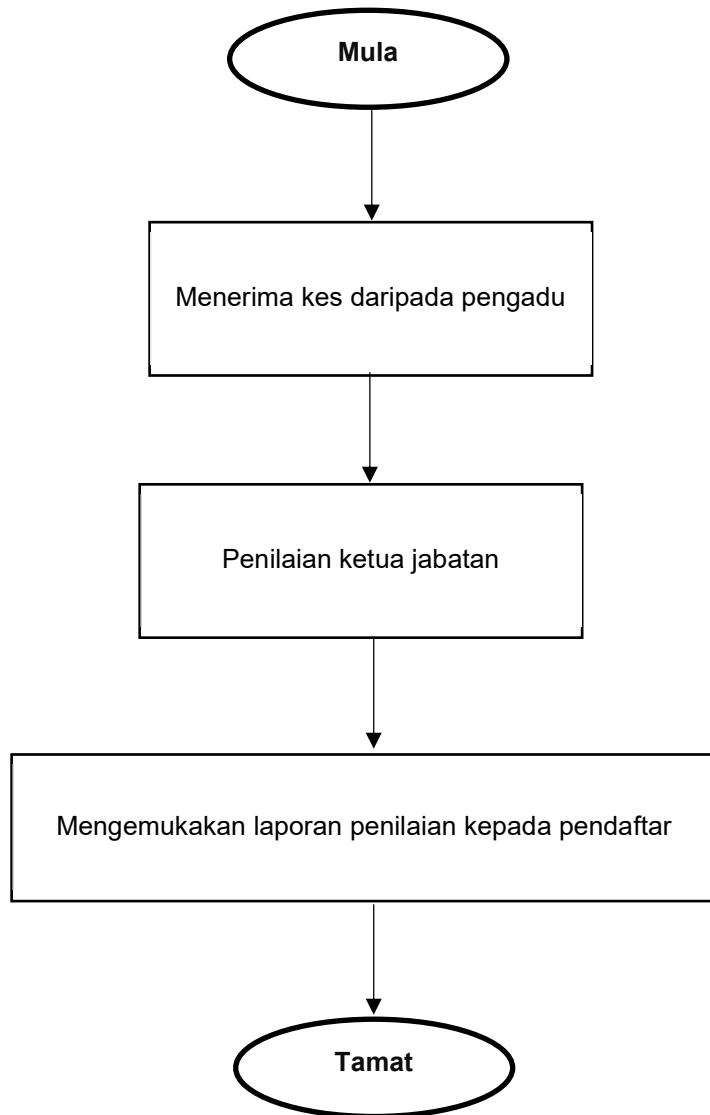 Mula
Menerima kes daripada pengadu
Penilaian ketua jabatan
Mengemukakan laporan penilaian kepada pendaftar
Tamat